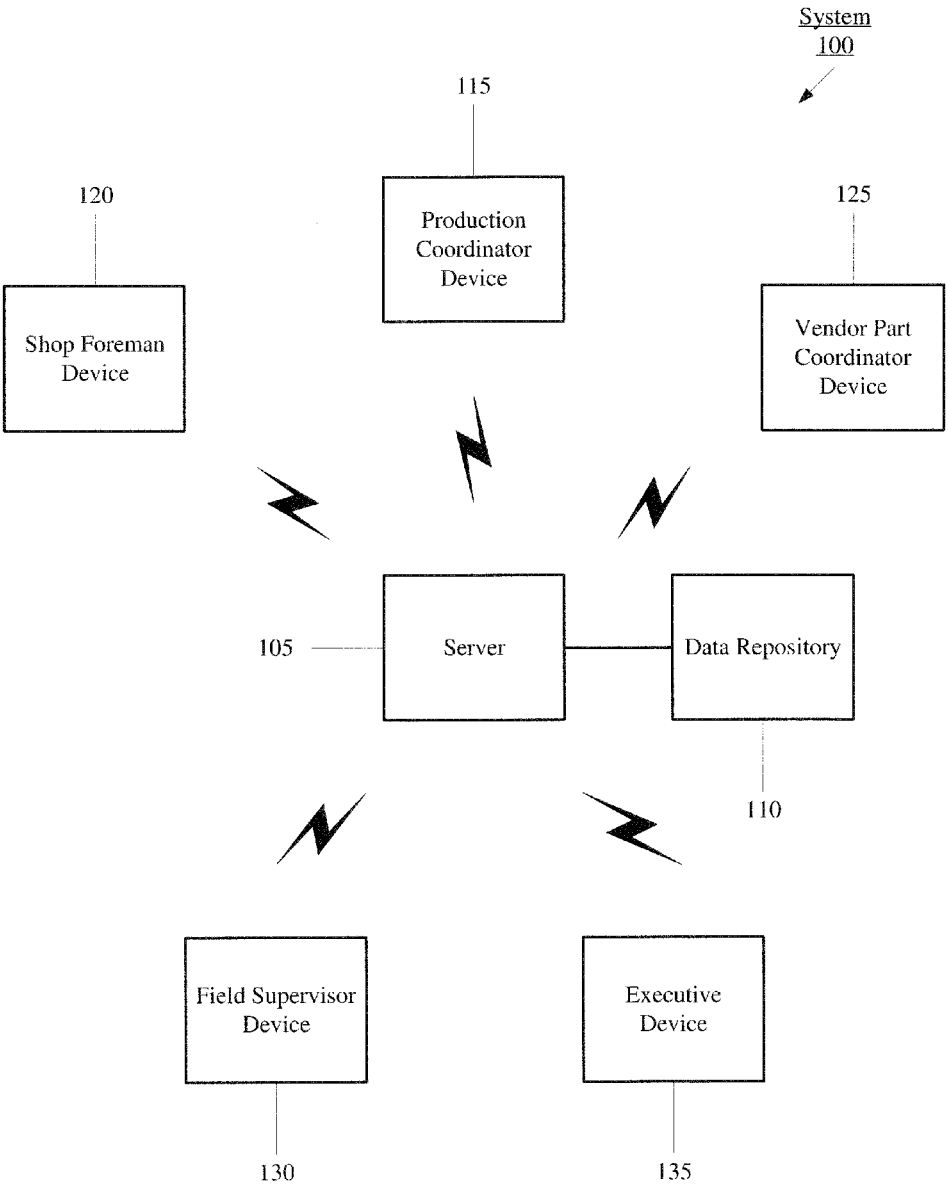 System
100
115
120
125
Production
Coordinator
Device
Shop Foreman
Device
Vendor Part
Coordinator
Device
105
Server
Data Repository
110
Field Supervisor
Device
Executive
Device
130
135